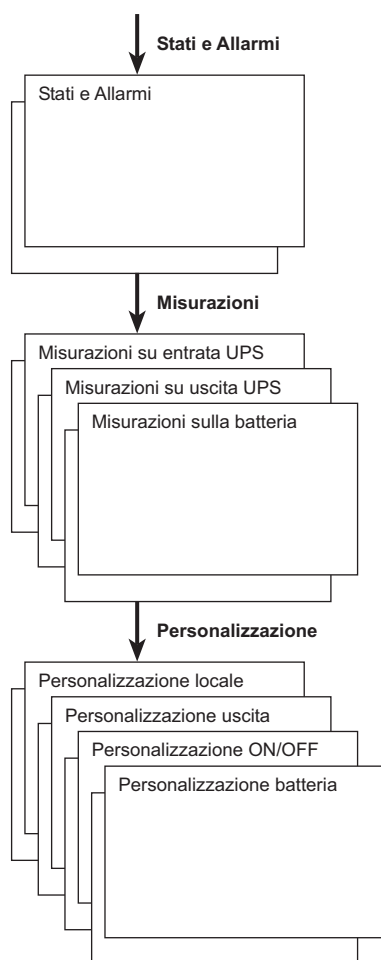 Stati e Allarmi
Stati e Allarmi
Misurazioni
Misurazioni su entrata UPS
Misurazioni su uscita UPS
Misurazioni sulla batteria
Personalizzazione
Personalizzazione locale
Personalizzazione uscita
Personalizzazione ON/OFF
Personalizzazione batteria